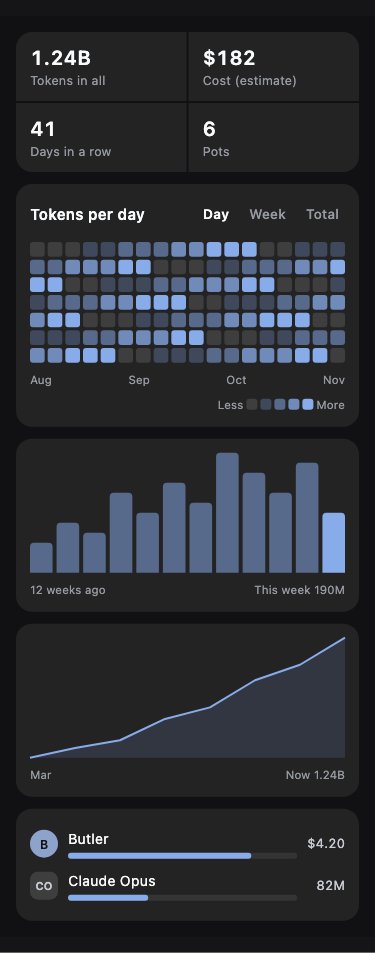 1.24B
Tokens in all
$182
Cost (estimate)
41
Days in a row
6
Pots
Tokens per day
Day
Week
Total
Aug
Sep
Oct
Nov
Less
More
12 weeks ago
This week 190M
Mar
Now 1.24B
B
Butler
$4.20
CO
Claude Opus
82M